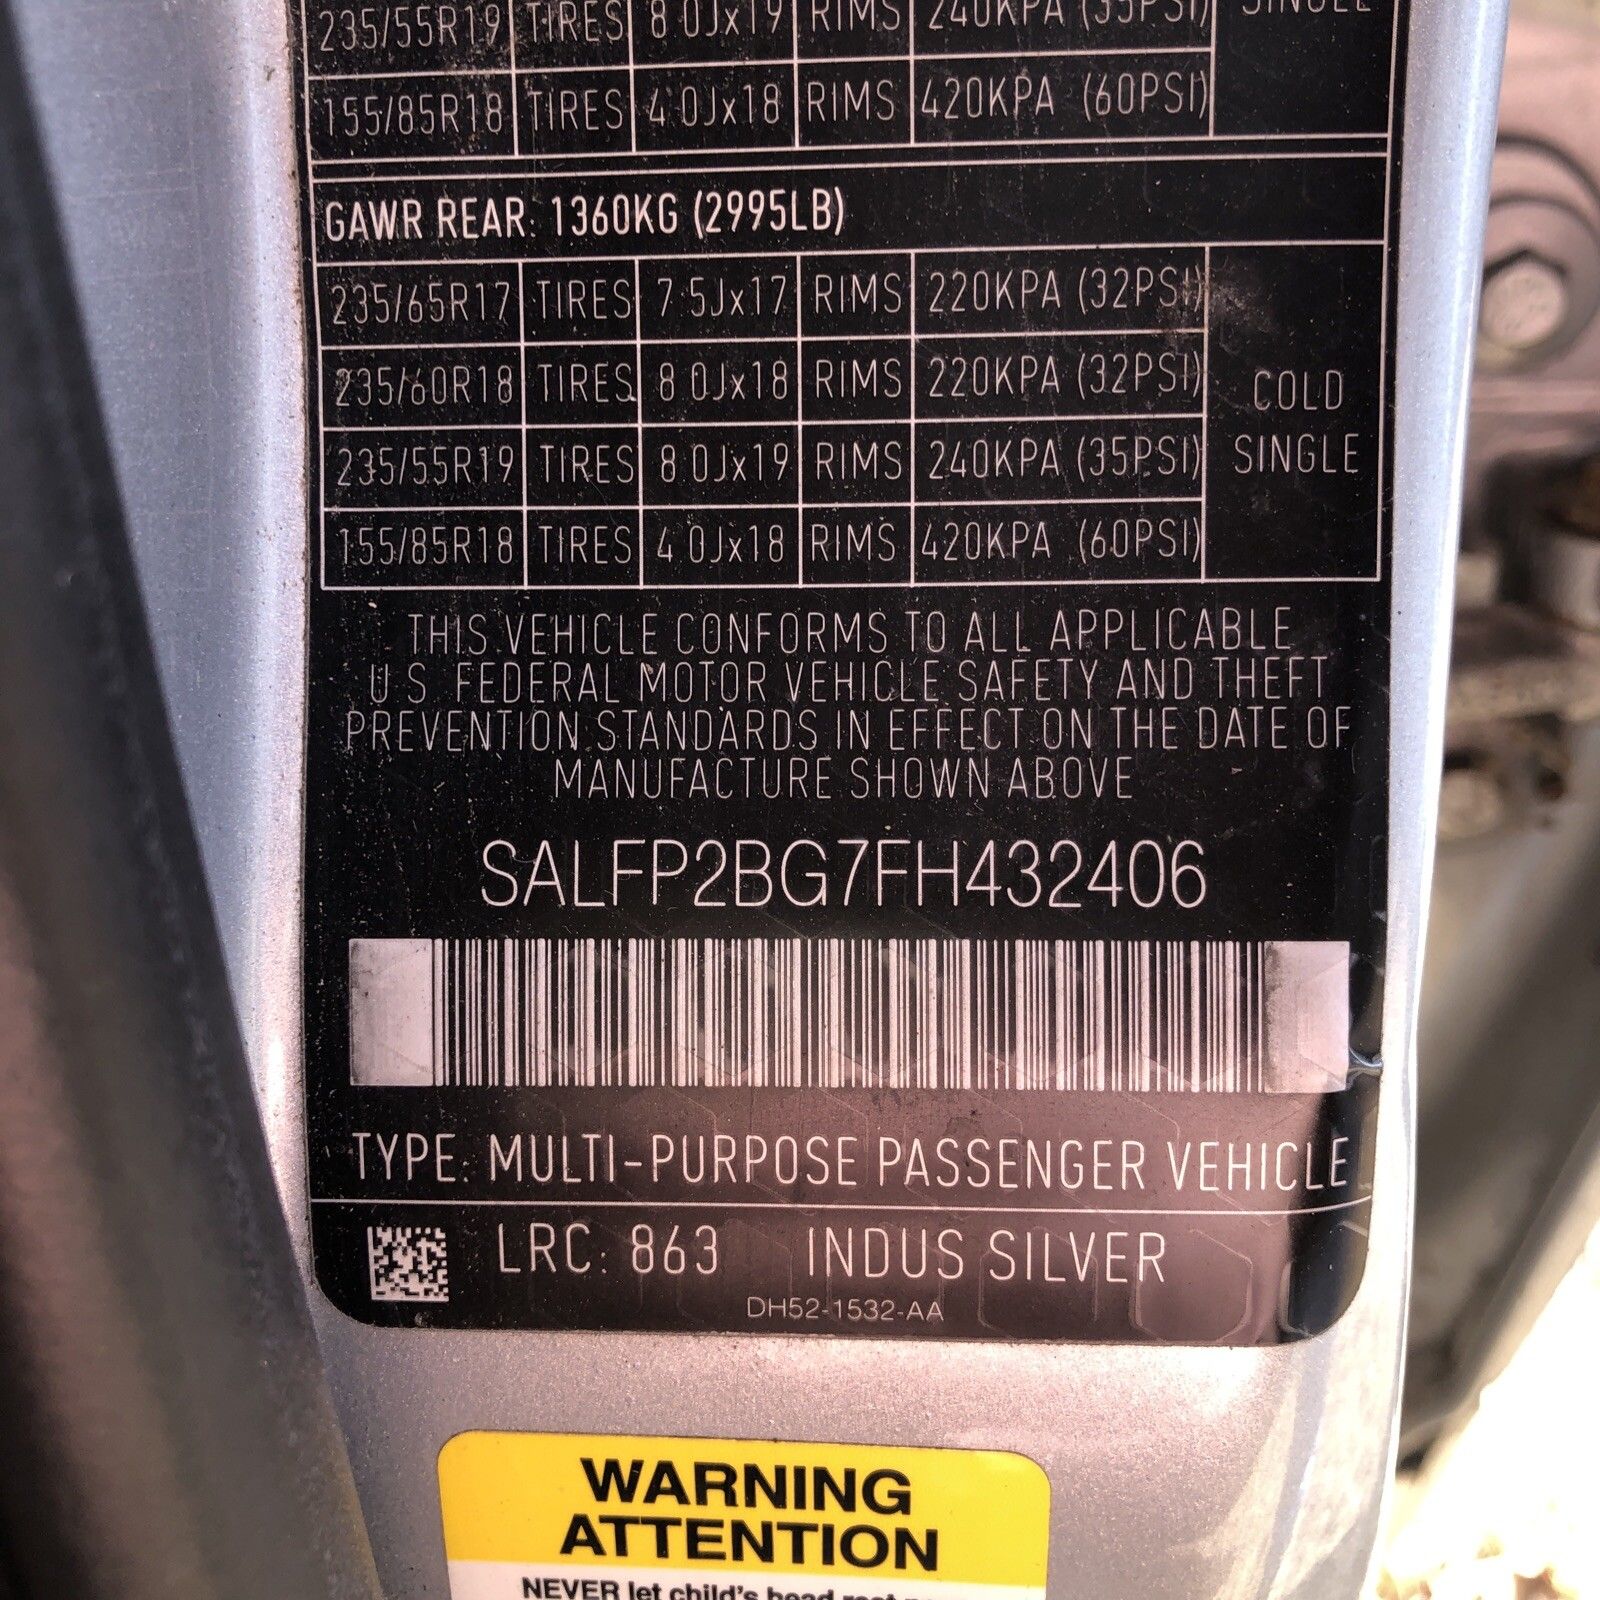 235/55R19 TIRES 8.0Jx19 RIMS 240KPA (35PSI) SINGLE
155/85R18 TIRES 4.0Jx18 RIMS 420KPA (60PSI)
GAWR REAR: 1360KG (2995LB)
235/65R17 TIRES 7.5Jx17 RIMS 220KPA (32PSI)
235/60R18 TIRES 8.0Jx18 RIMS 220KPA (32PSI)
COLD
235/55R19 TIRES 8.0Jx19 RIMS 240KPA (35PSI)
SINGLE
155/85R18 TIRES 4.0Jx18 RIMS 420KPA (60PSI)
THIS VEHICLE CONFORMS TO ALL APPLICABLE
U.S. FEDERAL MOTOR VEHICLE SAFETY AND THEFT
PREVENTION STANDARDS IN EFFECT ON THE DATE OF
MANUFACTURE SHOWN ABOVE
SALFP2BG7FH432406
TYPE: MULTI-PURPOSE PASSENGER VEHICLE
LRC: 863 INDUS SILVER
DH52-1532-AA
WARNING
ATTENTION
NEVER let child's head rest